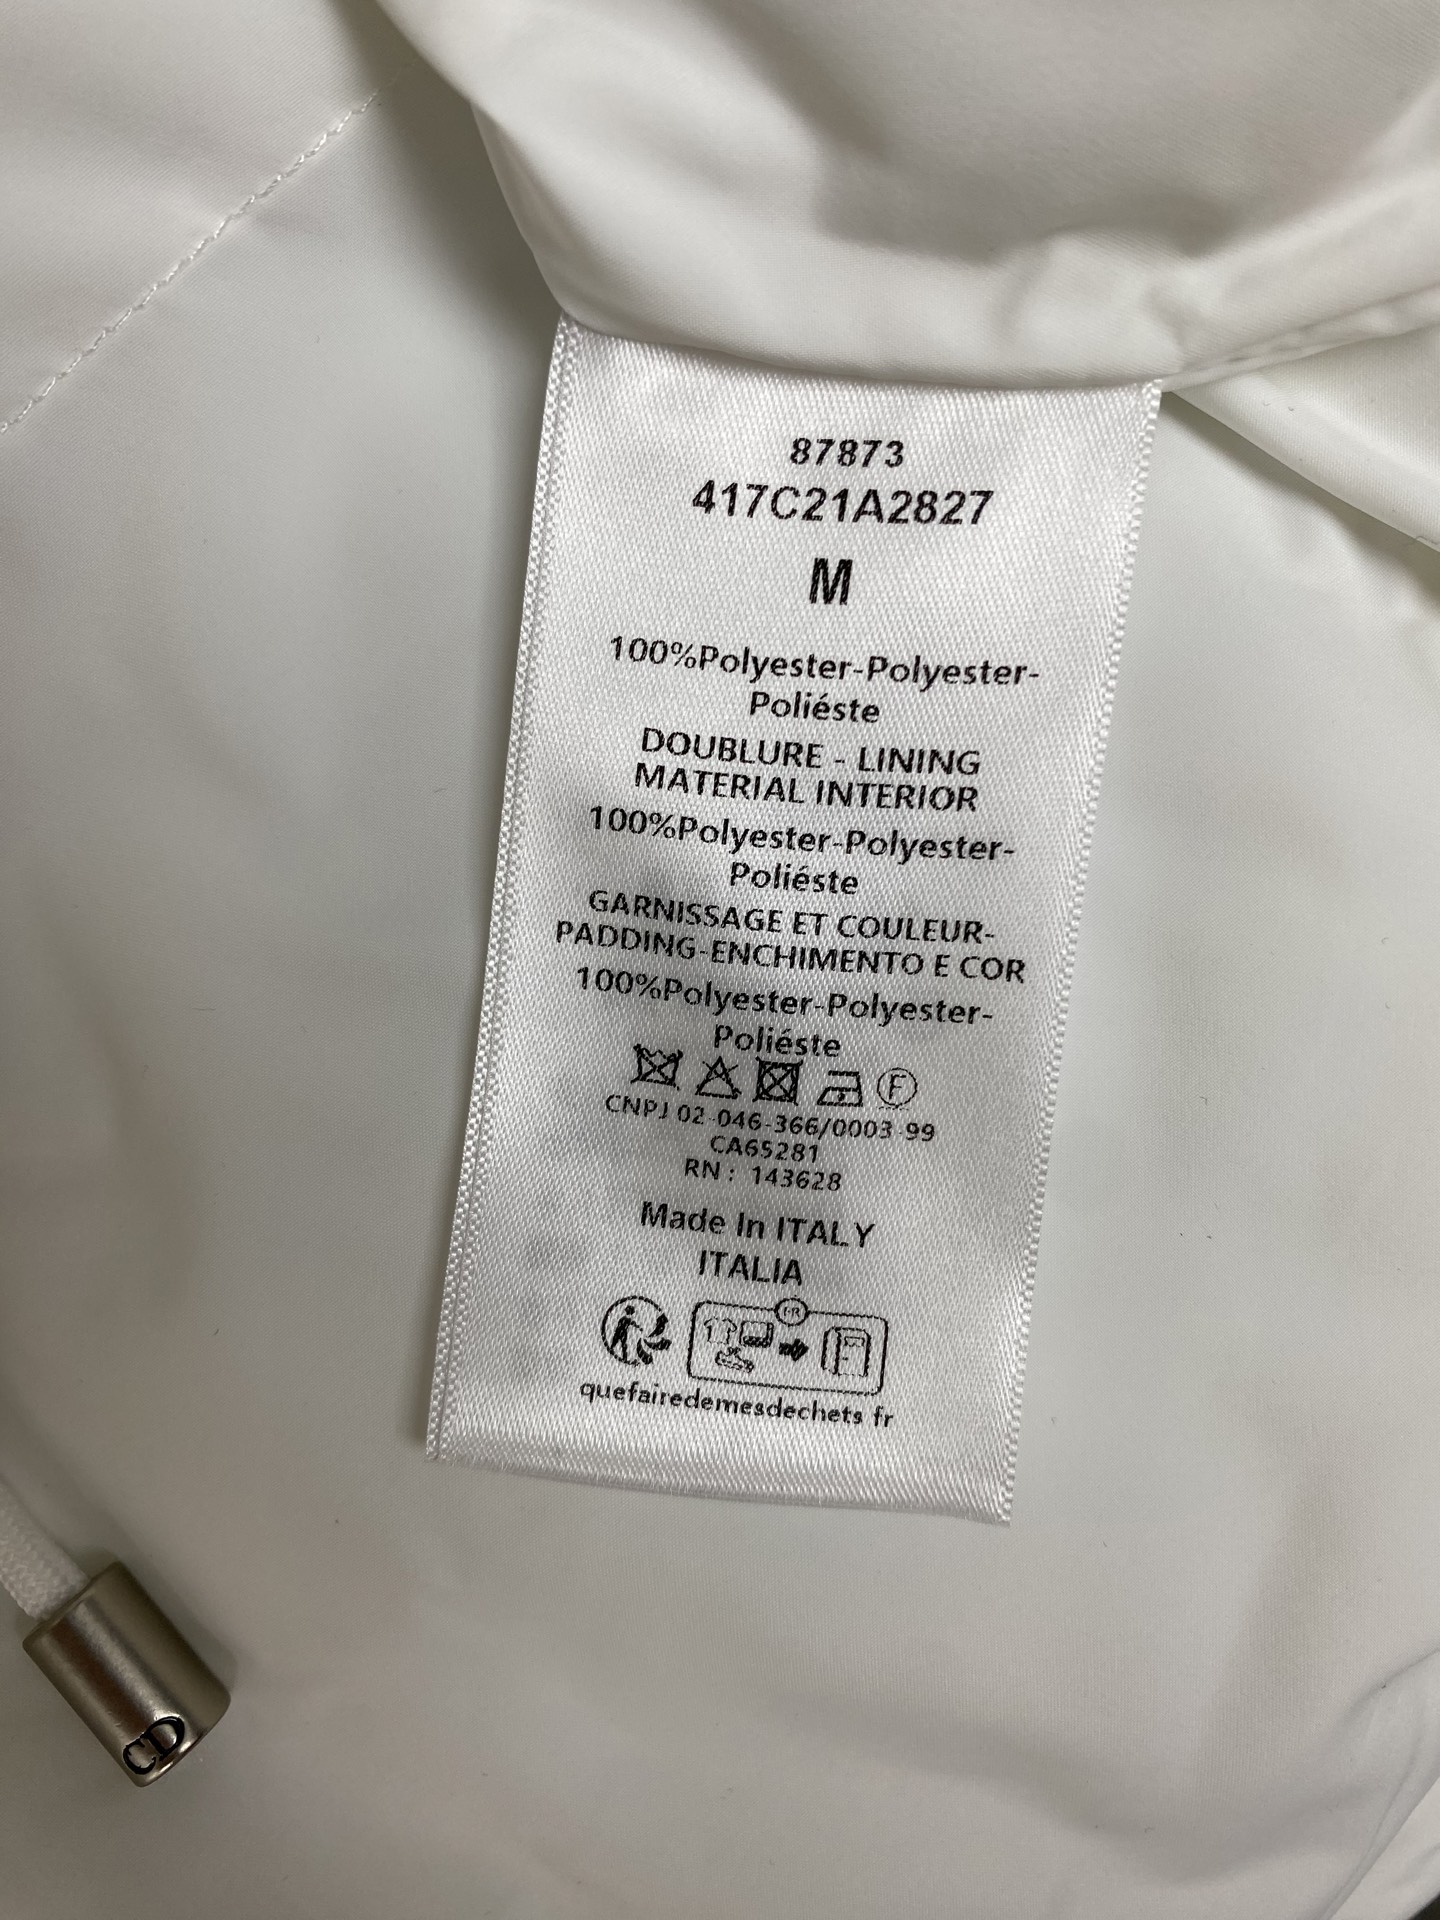 87873
417C21A2827
M
100%Polyester-Polyester-
Poliéste
DOUBLURE - LINING
MATERIAL INTERIOR
100%Polyester-Polyester-
Poliéste
GARNISSAGE ET COULEUR-
PADDING-ENCHIMENTO E COR
100%Polyester-Polyester-
Poliéste
F
CNPJ 02-046-366/0003-99
CA65281
RN: 143628
Made In ITALY
ITALIA
FR
quefairedemesdechets fr
CD